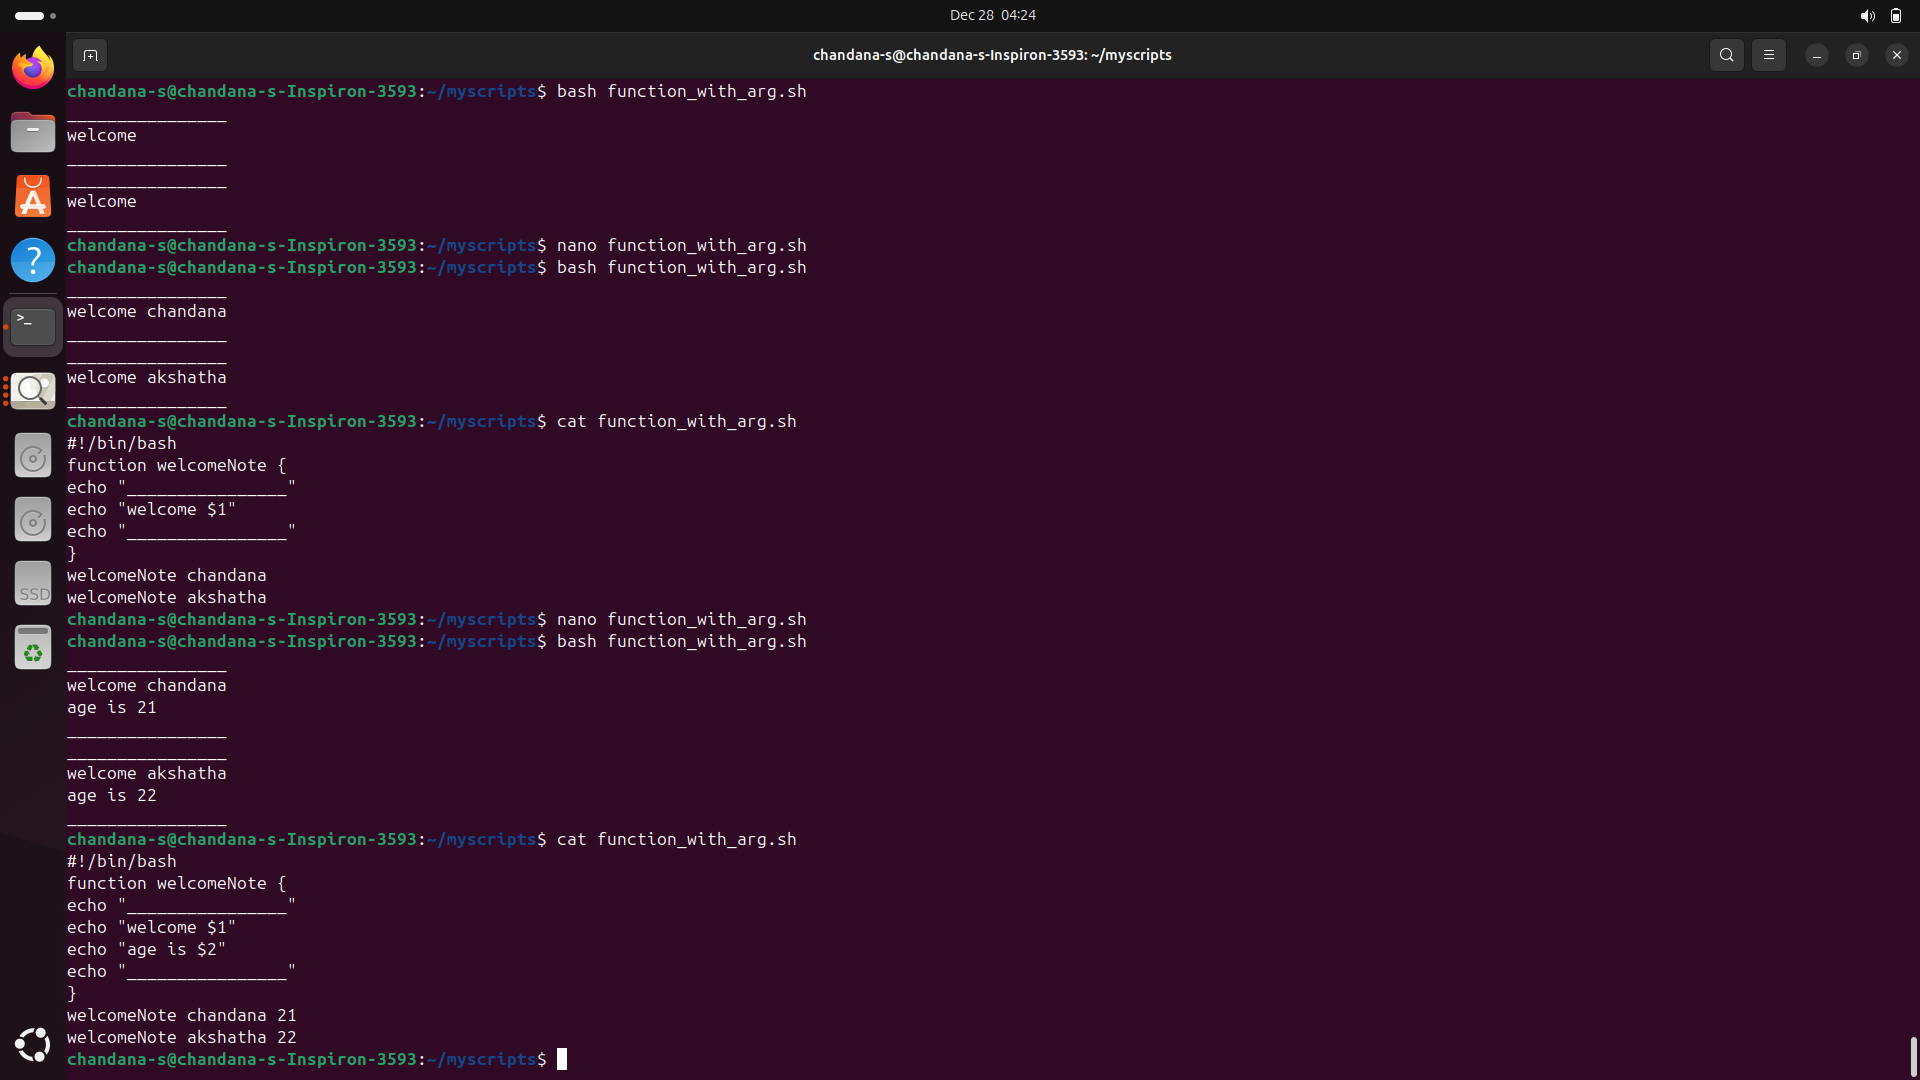 Dec 28 04:24
chandana-s@chandana-s-Inspiron-3593: ~/myscripts
chandana-s@chandana-s-Inspiron-3593:~/myscripts$ bash function_with_arg.sh
________________
welcome
________________
________________
welcome
________________
chandana-s@chandana-s-Inspiron-3593:~/myscripts$ nano function_with_arg.sh
chandana-s@chandana-s-Inspiron-3593:~/myscripts$ bash function_with_arg.sh
________________
welcome chandana
________________
________________
welcome akshatha
________________
chandana-s@chandana-s-Inspiron-3593:~/myscripts$ cat function_with_arg.sh
#!/bin/bash
function welcomeNote {
echo "________________"
echo "welcome $1"
echo "________________"
}
welcomeNote chandana
welcomeNote akshatha
chandana-s@chandana-s-Inspiron-3593:~/myscripts$ nano function_with_arg.sh
chandana-s@chandana-s-Inspiron-3593:~/myscripts$ bash function_with_arg.sh
________________
welcome chandana
age is 21
________________
________________
welcome akshatha
age is 22
________________
chandana-s@chandana-s-Inspiron-3593:~/myscripts$ cat function_with_arg.sh
#!/bin/bash
function welcomeNote {
echo "________________"
echo "welcome $1"
echo "age is $2"
echo "________________"
}
welcomeNote chandana 21
welcomeNote akshatha 22
chandana-s@chandana-s-Inspiron-3593:~/myscripts$
SSD